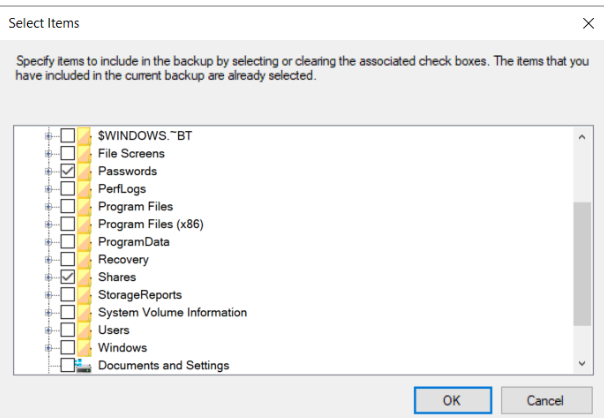 Select Items
Specify items to include in the backup by selecting or clearing the associated check boxes. The items that you
have included in the current backup are already selected.
$WINDOWS.~BT
File Screens
Passwords
PerfLogs
Program Files
Program Files (x86)
ProgramData
Recovery
Shares
StorageReports
System Volume Information
Users
Windows
Documents and Settings
OK
Cancel